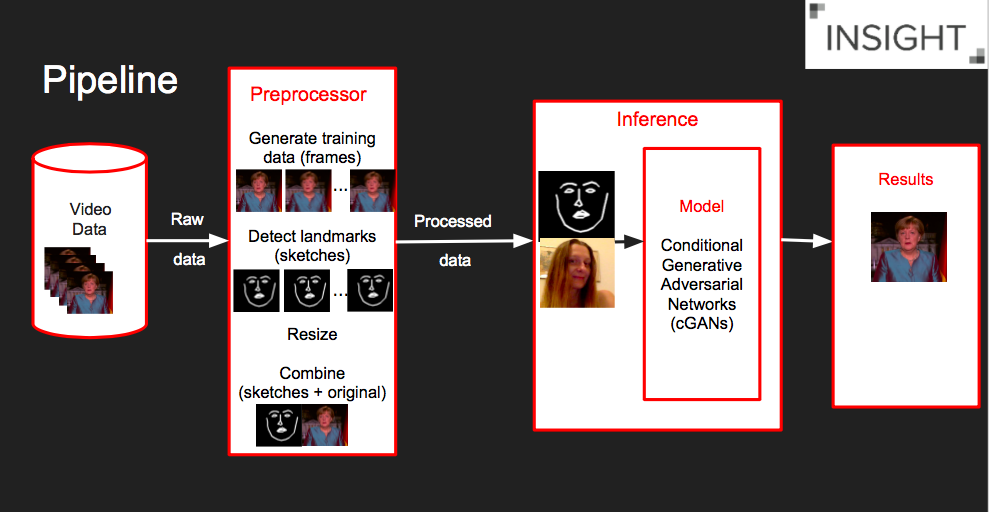 INSIGHT
Pipeline
Video
Data
Raw
data
Preprocessor
Generate training
data (frames)
...
Detect landmarks
(sketches)
...
Resize
Combine
(sketches + original)
Processed
data
Inference
Model
Conditional
Generative
Adversarial
Networks
(cGANs)
Results